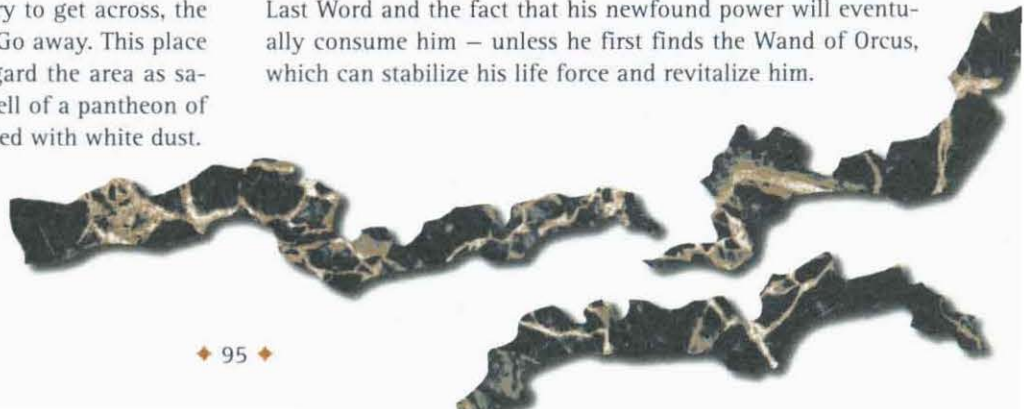 ry to get across, the
Go away. This place
gard the area as sa-
ell of a pantheon of
ed with white dust.
Last Word and the fact that his newfound power will eventu-
ally consume him – unless he first finds the Wand of Orcus,
which can stabilize his life force and revitalize him.
95